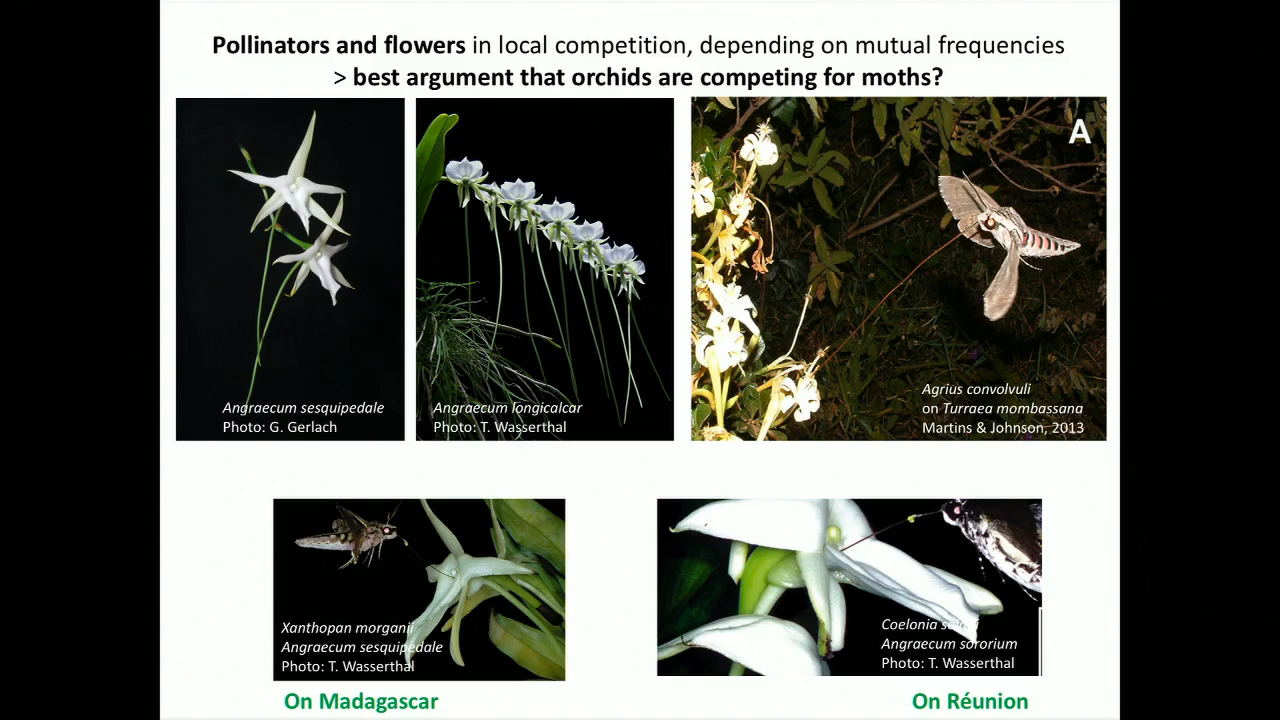 Pollinators and flowers in local competition, depending on mutual frequencies
> best argument that orchids are competing for moths?
A
Angraecum sesquipedale
Photo: G. Gerlach
Angraecum longicalcar
Photo: T. Wasserthal
Agrius convolvuli
on Turraea mombassana
Martins & Johnson, 2013
Xanthopan morganii
Angraecum sesquipedale
Photo: T. Wasserthal
Coelonia
Angraecum sororium
Photo: T. Wasserthal
On Madagascar
On Réunion